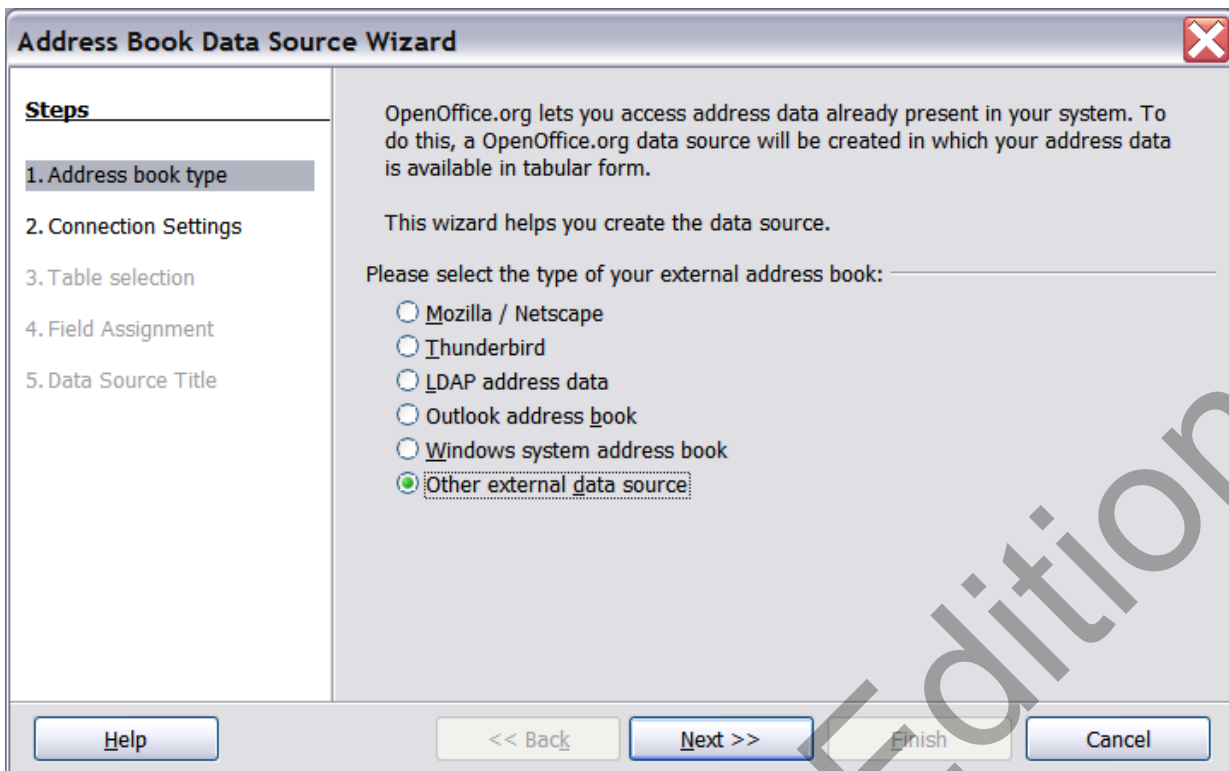 Address Book Data Source Wizard
Steps
1. Address book type
2. Connection Settings
3. Table selection
4. Field Assignment
5. Data Source Title
OpenOffice.org lets you access address data already present in your system. To
do this, a OpenOffice.org data source will be created in which your address data
is available in tabular form.
This wizard helps you create the data source.
Please select the type of your external address book:
Mozilla / Netscape
Thunderbird
LDAP address data
Outlook address book
Windows system address book
Other external data source
Help
<< Back
Next >>
Finish
Cancel
Edition